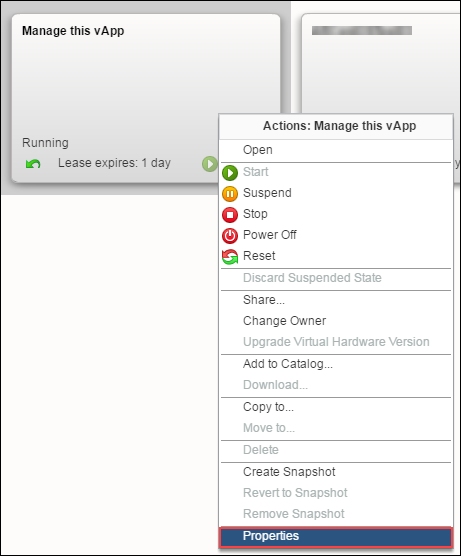 Manage this vApp
Running
Lease expires: 1 day
Actions: Manage this vApp
Open
Start
Suspend
Stop
Power Off
Reset
Discard Suspended State
Share...
Change Owner
Upgrade Virtual Hardware Version
Add to Catalog...
Download...
Copy to...
Move to...
Delete
Create Snapshot
Revert to Snapshot
Remove Snapshot
Properties